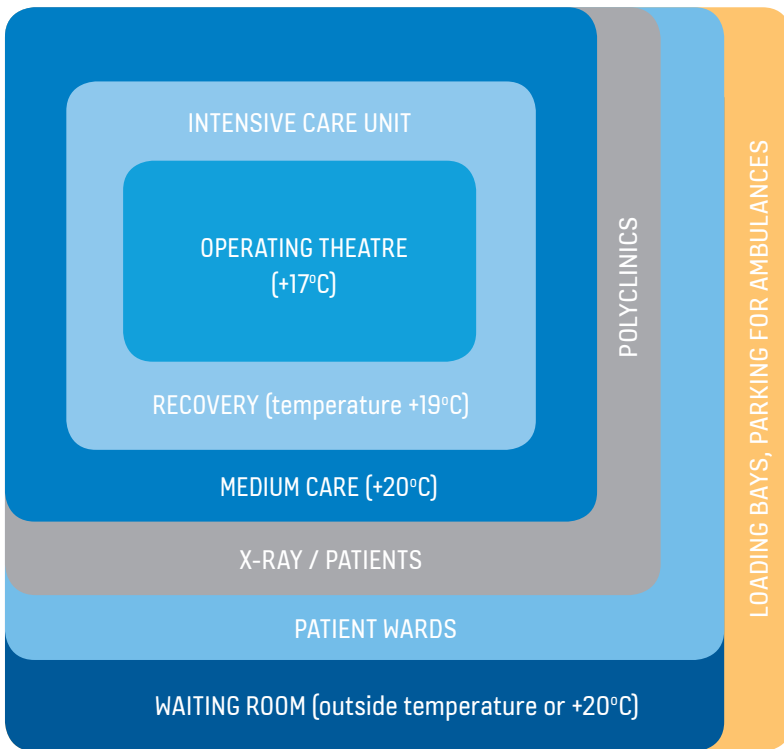 INTENSIVE CARE UNIT
OPERATING THEATRE
(+17°C)
RECOVERY (temperature +19°C)
MEDIUM CARE (+20°C)
X-RAY / PATIENTS
PATIENT WARDS
WAITING ROOM (outside temperature or +20°C)
POLYCLINICS
LOADING BAYS, PARKING FOR AMBULANCES